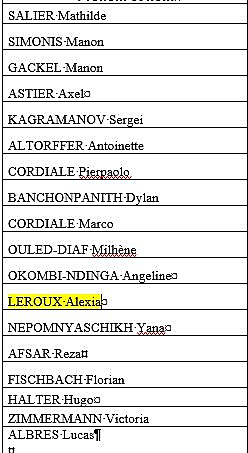 SALIER Mathilde
SIMONIS Manon
GACKEL Manon
ASTIER Axel¤
KAGRAMANOV Sergei
ALTORFFER Antoinette
CORDIALE Pierpaolo
BANCHONPANITH Dylan
CORDIALE Marco
OULED-DIAF Milhène
OKOMBI-NDINGA Angeline¤
LEROUX Alexia¤
NEPOMNYASCHIKH Yana¤
AFSAR Reza¤
FISCHBACH Florian
HALTER Hugo¤
ZIMMERMANN Victoria
ALBRES Lucas¶
¤